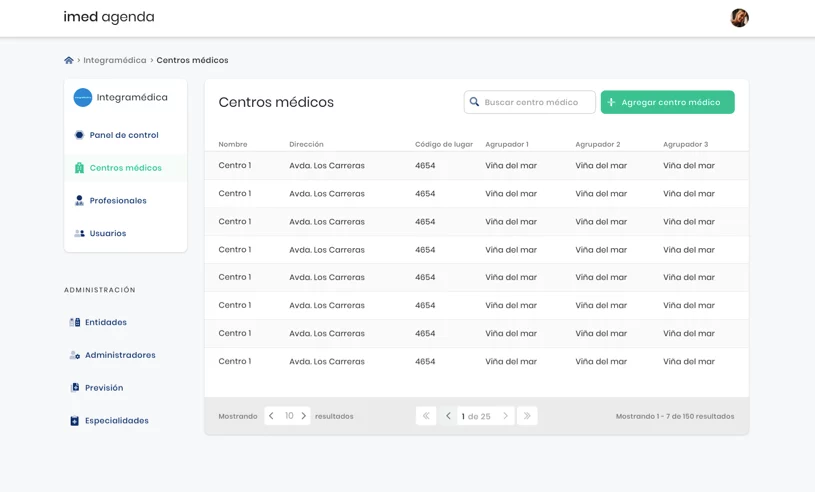 imed agenda
Integramédica > Centros médicos
Integramédica
Panel de control
Centros médicos
Profesionales
Usuarios
ADMINISTRACIÓN
Entidades
Administradores
Previsión
Especialidades
Centros médicos
Buscar centro médico
Agregar centro médico
Nombre Dirección Código de lugar Agrupador 1 Agrupador 2 Agrupador 3
Centro 1 Avda. Los Carreras 4654 Viña del mar Viña del mar Viña del mar
Centro 1 Avda. Los Carreras 4654 Viña del mar Viña del mar Viña del mar
Centro 1 Avda. Los Carreras 4654 Viña del mar Viña del mar Viña del mar
Centro 1 Avda. Los Carreras 4654 Viña del mar Viña del mar Viña del mar
Centro 1 Avda. Los Carreras 4654 Viña del mar Viña del mar Viña del mar
Centro 1 Avda. Los Carreras 4654 Viña del mar Viña del mar Viña del mar
Centro 1 Avda. Los Carreras 4654 Viña del mar Viña del mar Viña del mar
Centro 1 Avda. Los Carreras 4654 Viña del mar Viña del mar Viña del mar
Mostrando 10 resultados
1 de 25
Mostrando 1 - 7 de 150 resultados